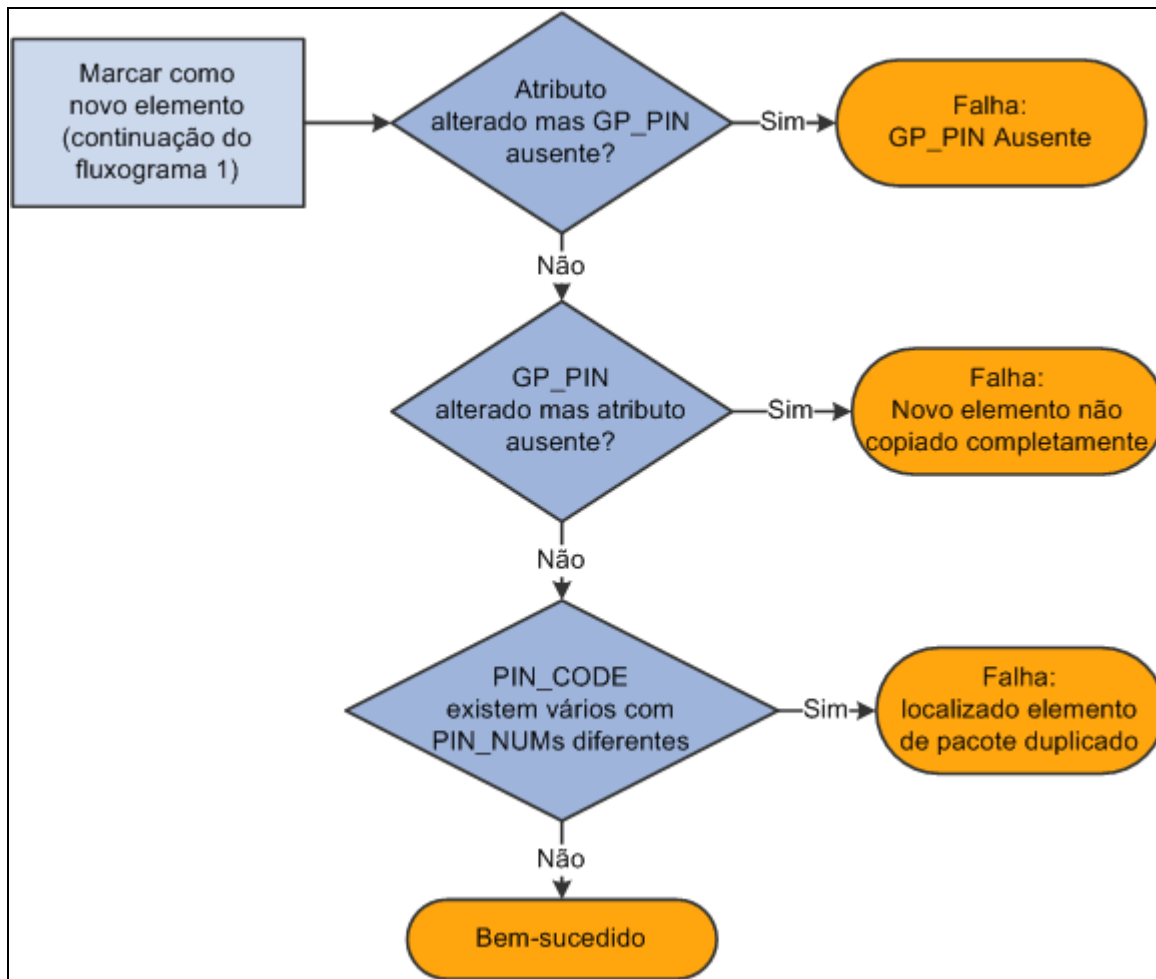 Marcar como
novo elemento
(continuação do
fluxograma 1)
Atributo
alterado mas GP_PIN
ausente?
Sim
Falha:
GP_PIN Ausente
Não
GP_PIN
alterado mas atributo
ausente?
Sim
Falha:
Novo elemento não
copiado completamente
Não
PIN_CODE
existem vários com
PIN_NUMs diferentes
Sim
Falha:
localizado elemento
de pacote duplicado
Não
Bem-sucedido